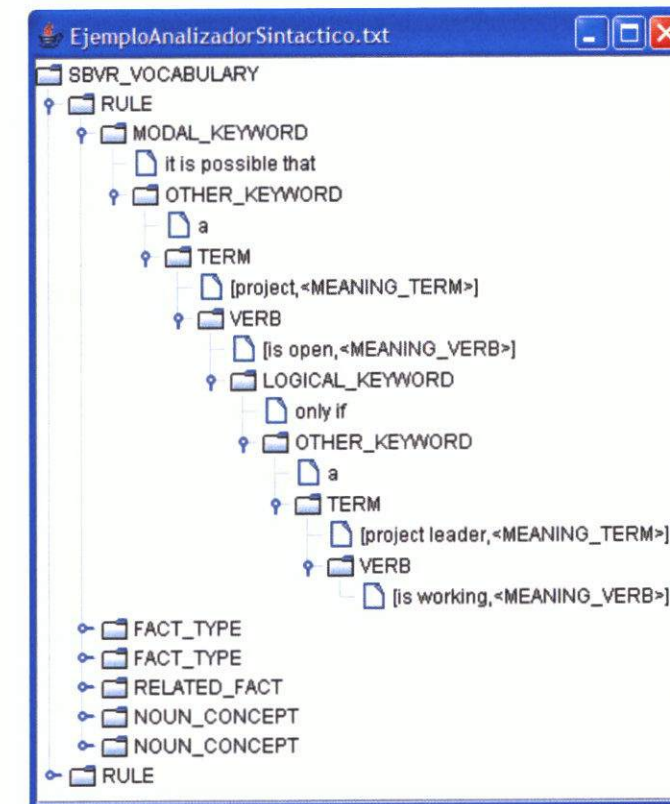 EjemploAnalizadorSintactico.txt
SBVR_VOCABULARY
RULE
MODAL_KEYWORD
it is possible that
OTHER_KEYWORD
a
TERM
[project,<MEANING_TERM>]
VERB
[is open,<MEANING_VERB>]
LOGICAL_KEYWORD
only if
OTHER_KEYWORD
a
TERM
[project leader,<MEANING_TERM>]
VERB
[is working,<MEANING_VERB>]
FACT_TYPE
FACT_TYPE
RELATED_FACT
NOUN_CONCEPT
NOUN_CONCEPT
RULE